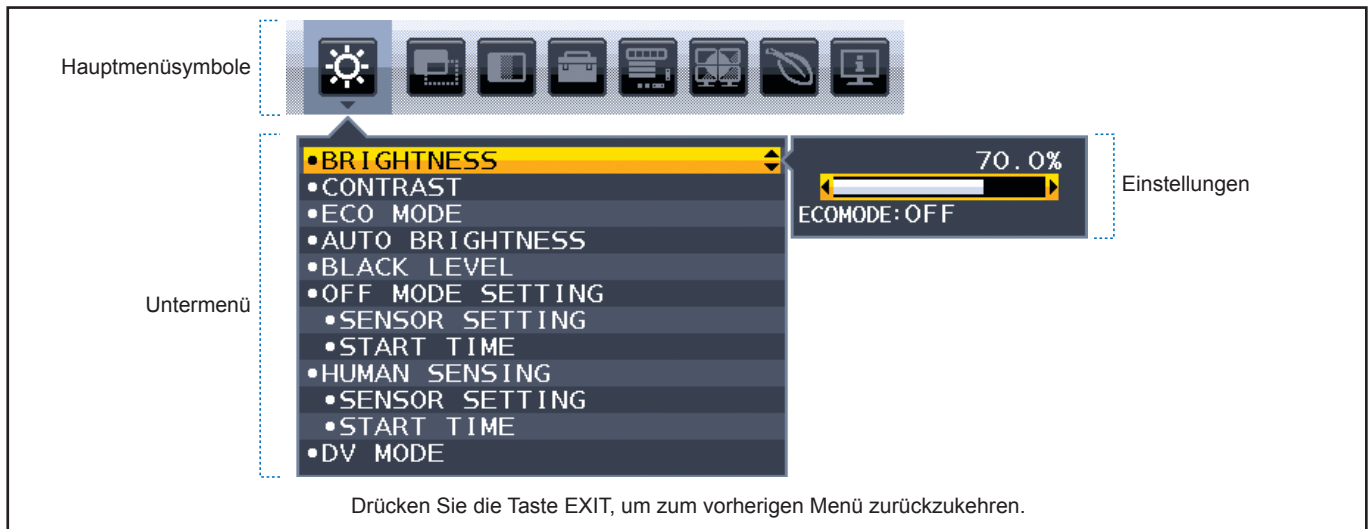 Hauptmenüsymbole
•BRIGHTNESS
•CONTRAST
•ECO MODE
•AUTO BRIGHTNESS
•BLACK LEVEL
•OFF MODE SETTING
•SENSOR SETTING
•START TIME
•HUMAN SENSING
•SENSOR SETTING
•START TIME
•DV MODE
70.0%
ECOMODE:OFF
Einstellungen
Untermenü
Drücken Sie die Taste EXIT, um zum vorherigen Menü zurückzukehren.